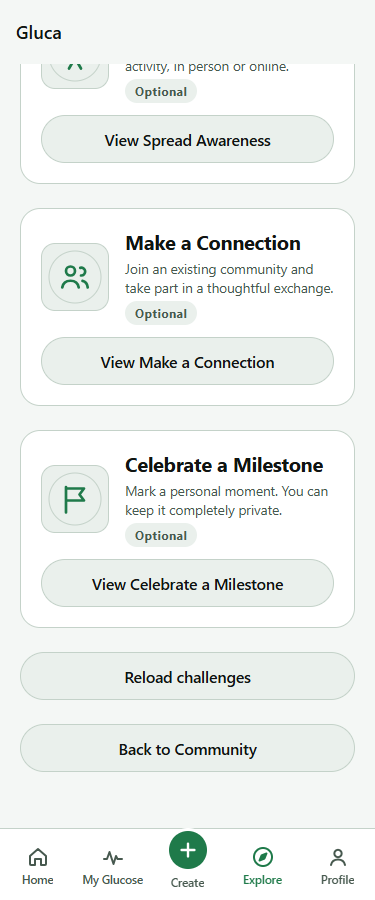 Gluca
activity, in person or online.
Optional
View Spread Awareness
Make a Connection
Join an existing community and
take part in a thoughtful exchange.
Optional
View Make a Connection
Celebrate a Milestone
Mark a personal moment. You can
keep it completely private.
Optional
View Celebrate a Milestone
Reload challenges
Back to Community
Home
My Glucose
Create
Explore
Profile